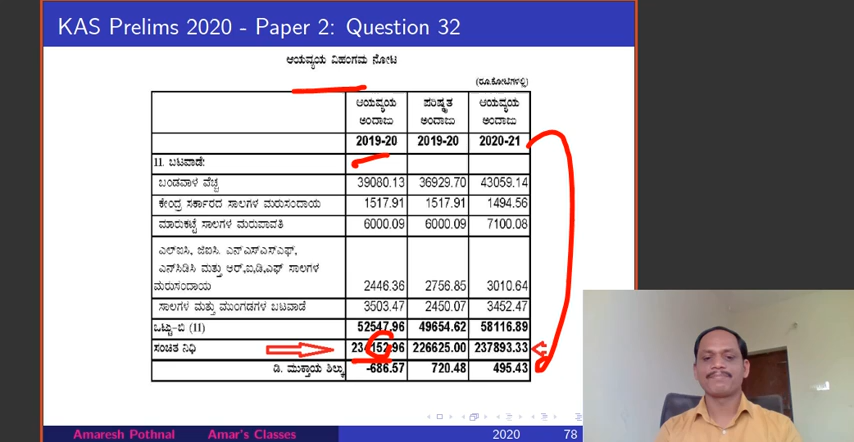 KAS Prelims 2020 - Paper 2: Question 32
ಆಯವ್ಯಯ ವಿಹಂಗಮ ನೋಟ
(ರೂ.ಕೋಟಿಗಳಲ್ಲಿ)
ಆಯವ್ಯಯ ಅಂದಾಜು 2019-20 ಪರಿಷ್ಕೃತ ಅಂದಾಜು 2019-20 ಆಯವ್ಯಯ ಅಂದಾಜು 2020-21
11. ಬಟವಾಡೆ:
ಬಂಡವಾಳ ವೆಚ್ಚ 39080.13 36929.70 43059.14
ಕೇಂದ್ರ ಸರ್ಕಾರದ ಸಾಲಗಳ ಮರುಸಂದಾಯ 1517.91 1517.91 1494.56
ಮಾರುಕಟ್ಟೆ ಸಾಲಗಳ ಮರುಪಾವತಿ 6000.09 6000.09 7100.08
ಎಲ್ಐಸಿ, ಜಿಐಸಿ. ಎನ್ಎಸ್ಎಸ್ಎಫ್,
ಎನ್ಸಿಡಿಸಿ ಮತ್ತು ಆರ್,ಐ,ಡಿ,ಎಫ್ ಸಾಲಗಳ
ಮರುಸಂದಾಯ 2446.36 2756.85 3010.64
ಸಾಲಗಳ ಮತ್ತು ಮುಂಗಡಗಳ ಬಟವಾಡೆ 3503.47 2450.07 3452.47
ಒಟ್ಟು-ಬಿ (11) 52547.96 49654.62 58116.89
ಸಂಚಿತ ನಿಧಿ 234152.96 226625.00 237893.33
ಡಿ. ಮುಕ್ತಾಯ ಶಿಲ್ಕು -686.57 720.48 495.43
Amaresh Pothnal Amar's Classes 2020 78